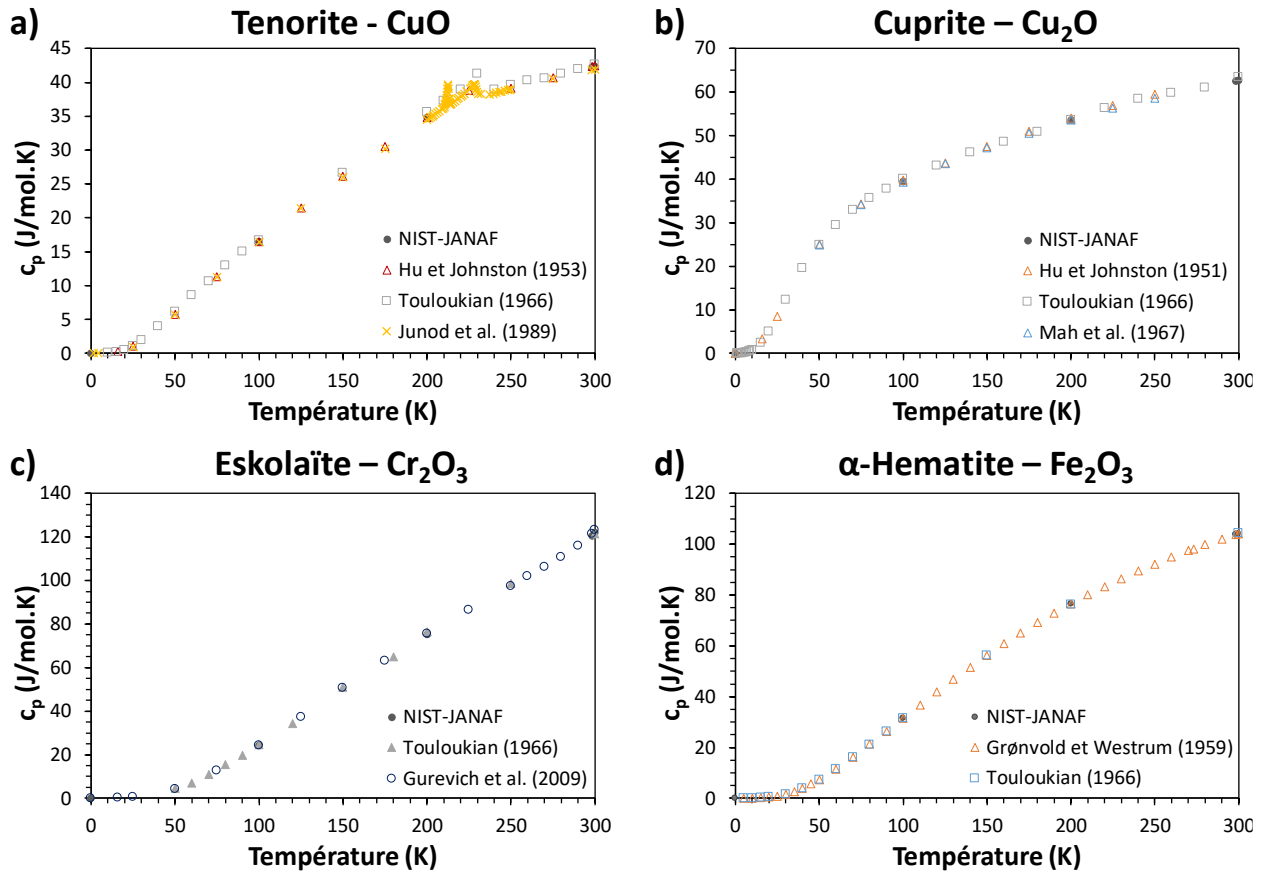 a) Tenorite - CuO
cp (J/mol.K)
45
40
35
30
25
20
15
10
5
0
NIST-JANAF
Hu et Johnston (1953)
Touloukian (1966)
Junod et al. (1989)
0 50 100 150 200 250 300
Température (K)
b) Cuprite – Cu2O
cp (J/mol.K)
70
60
50
40
30
20
10
0
NIST-JANAF
Hu et Johnston (1951)
Touloukian (1966)
Mah et al. (1967)
0 50 100 150 200 250 300
Température (K)
c) Eskolaïte – Cr2O3
cp (J/mol.K)
140
120
100
80
60
40
20
0
NIST-JANAF
Touloukian (1966)
Gurevich et al. (2009)
0 50 100 150 200 250 300
Température (K)
d) α-Hematite – Fe2O3
cp (J/mol.K)
120
100
80
60
40
20
0
NIST-JANAF
Grønvold et Westrum (1959)
Touloukian (1966)
0 50 100 150 200 250 300
Température (K)